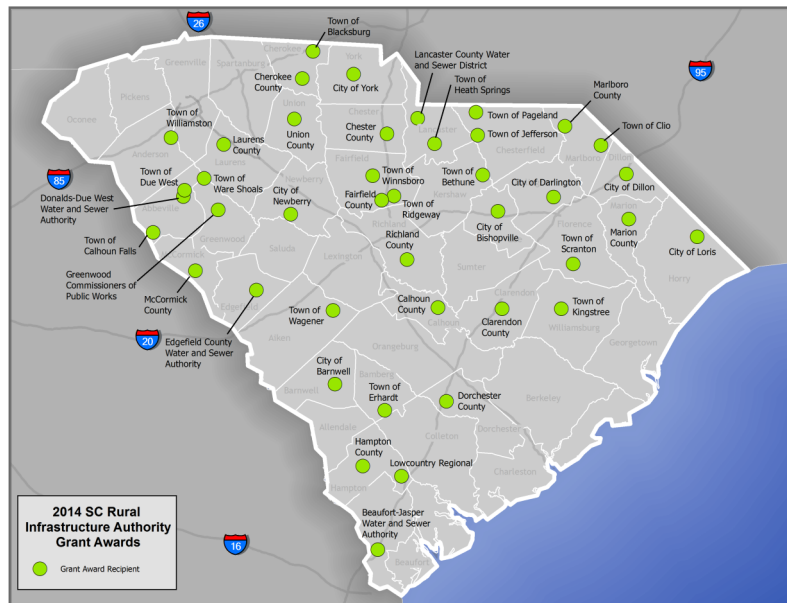 26
Town of
Blacksburg
Cherokee
York
Greenville
Spartanburg
Lancaster County Water
and Sewer District
95
Cherokee
County
City of York
Town of
Heath Springs
Marlboro
County
Pickens
Union
Oconee
Chester
Town of
Williamston
Laurens
County
Union
County
Chester
County
Lancaster
Town of Pageland
Town of Jefferson
Town of Clio
Chesterfield
Anderson
Laurens
Fairfield
Marlboro
Dillon
85
Town of
Due West
Town of
Ware Shoals
Newberry
Town of
Winnsboro
Town of
Bethune
Kershaw
City of Darlington
City of Dillon
Donalds-Due West
Water and Sewer
Authority
Abbeville
City of
Newberry
Fairfield
County
Town of
Ridgeway
Marion
Richland
City of
Bishopville
Florence
Marion
County
Town of
Calhoun Falls
Greenwood
Saluda
Richland
County
Town of
Scranton
City of Loris
McCormick
Lexington
Sumter
Horry
Greenwood
Commissioners of
Public Works
McCormick
County
Edgefield
Clarendon
Town of
Wagener
Calhoun
County
Calhoun
Clarendon
County
Town of
Kingstree
Williamsburg
20
Edgefield County
Water and Sewer
Authority
Aiken
Orangeburg
Georgetown
City of
Barnwell
Bamberg
Barnwell
Town of
Erhardt
Dorchester
County
Berkeley
Allendale
Colleton
Dorchester
Hampton
County
Lowcountry Regional
Charleston
Hampton
Beaufort-Jasper
Water and Sewer
Authority
2014 SC Rural
Infrastructure Authority
Grant Awards
Grant Award Recipient
16
Beaufort